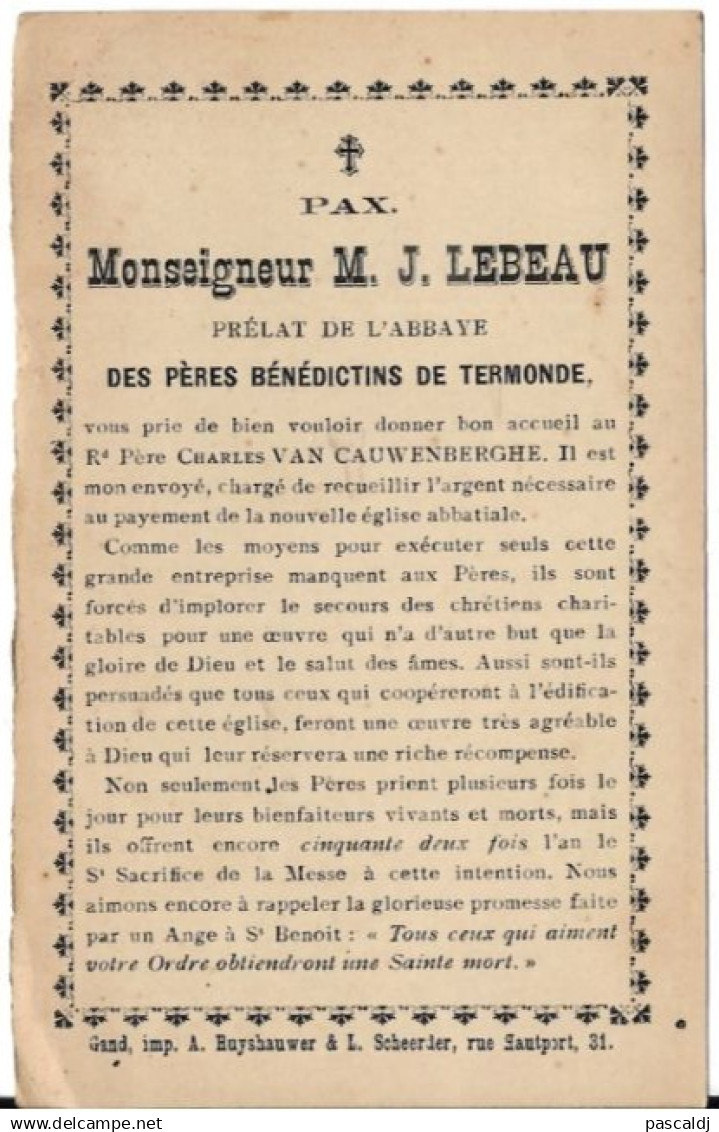 PAX.
Monseigneur M. J. LEBEAU
PRÉLAT DE L'ABBAYE
DES PÈRES BÉNÉDICTINS DE TERMONDE,
vous prie de bien vouloir donner bon accueil au
Rd Père CHARLES VAN CAUWENBERGHE. Il est
mon envoyé, chargé de recueillir l'argent nécessaire
au payement de la nouvelle église abbatiale.
Comme les moyens pour exécuter seuls cette
grande entreprise manquent aux Pères, ils sont
forcés d'implorer le secours des chrétiens chari-
tables pour une œuvre qui n'a d'autre but que la
gloire de Dieu et le salut des âmes. Aussi sont-ils
persuadés que tous ceux qui coopéreront à l'édifica-
tion de cette église, feront une œuvre très agréable
à Dieu qui leur réservera une riche récompense.
Non seulement les Pères prient plusieurs fois le
jour pour leurs bienfaiteurs vivants et morts, mais
ils offrent encore cinquante deux fois l'an le
St Sacrifice de la Messe à cette intention. Nous
aimons encore à rappeler la glorieuse promesse faite
par un Ange à St Benoit : « Tous ceux qui aiment
votre Ordre obtiendront une Sainte mort. »
Gand, imp. A. Huyshauwer & L. Scheerder, rue Hautport, 31.
delcampe.net
pascaldj